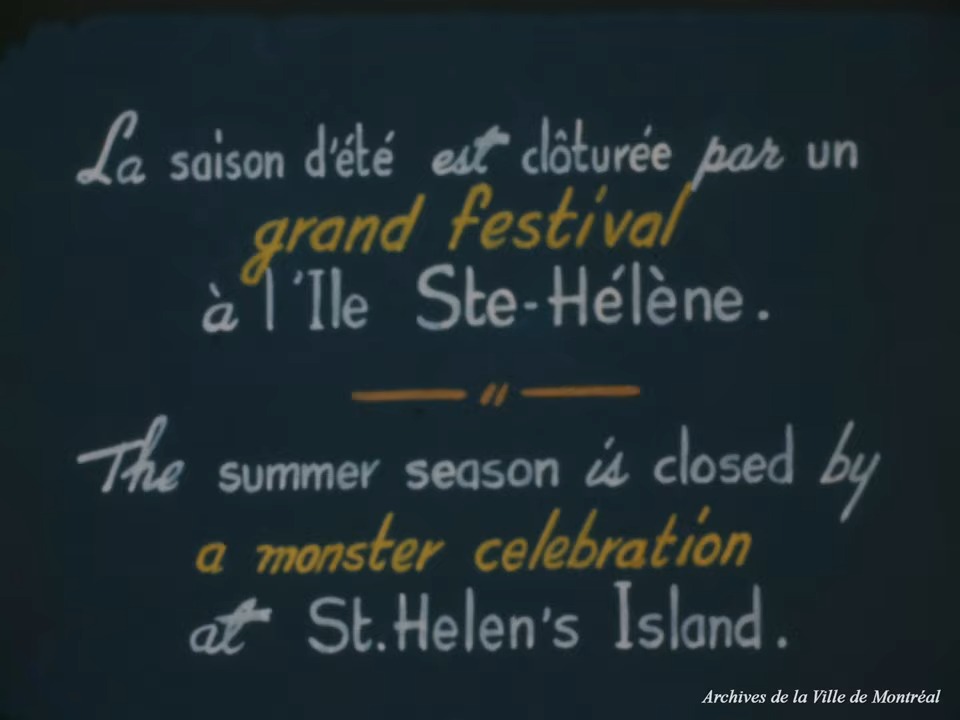 La saison d'été est clôturée par un
grand festival
à l'Ile Ste-Hélène.
The summer season is closed by
a monster celebration
at St. Helen's Island.
Archives de la Ville de Montréal